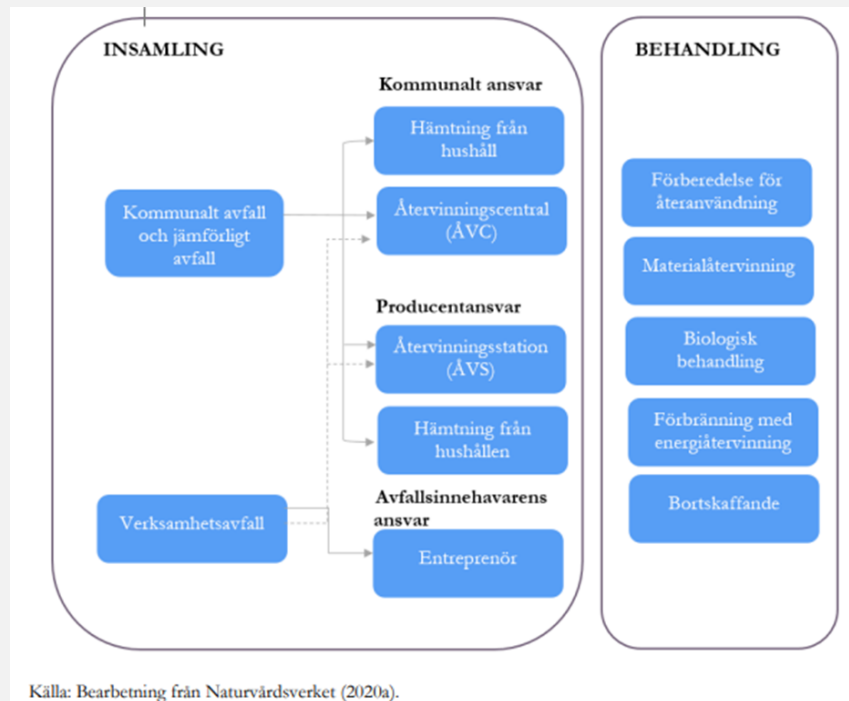 INSAMLING
Kommunalt ansvar
Hämtning från
hushåll
Kommunalt avfall
och jämförligt
avfall
Återvinningscentral
(ÅVC)
Producentansvar
Återvinningsstation
(ÅVS)
Hämtning från
hushållen
Avfallsinnehavarens
ansvar
Verksamhetsavfall
Entreprenör
BEHANDLING
Förberedelse för
återanvändning
Materialåtervinning
Biologisk
behandling
Förbränning med
energiåtervinning
Bortskaffande
Källa: Bearbetning från Naturvårdsverket (2020a).